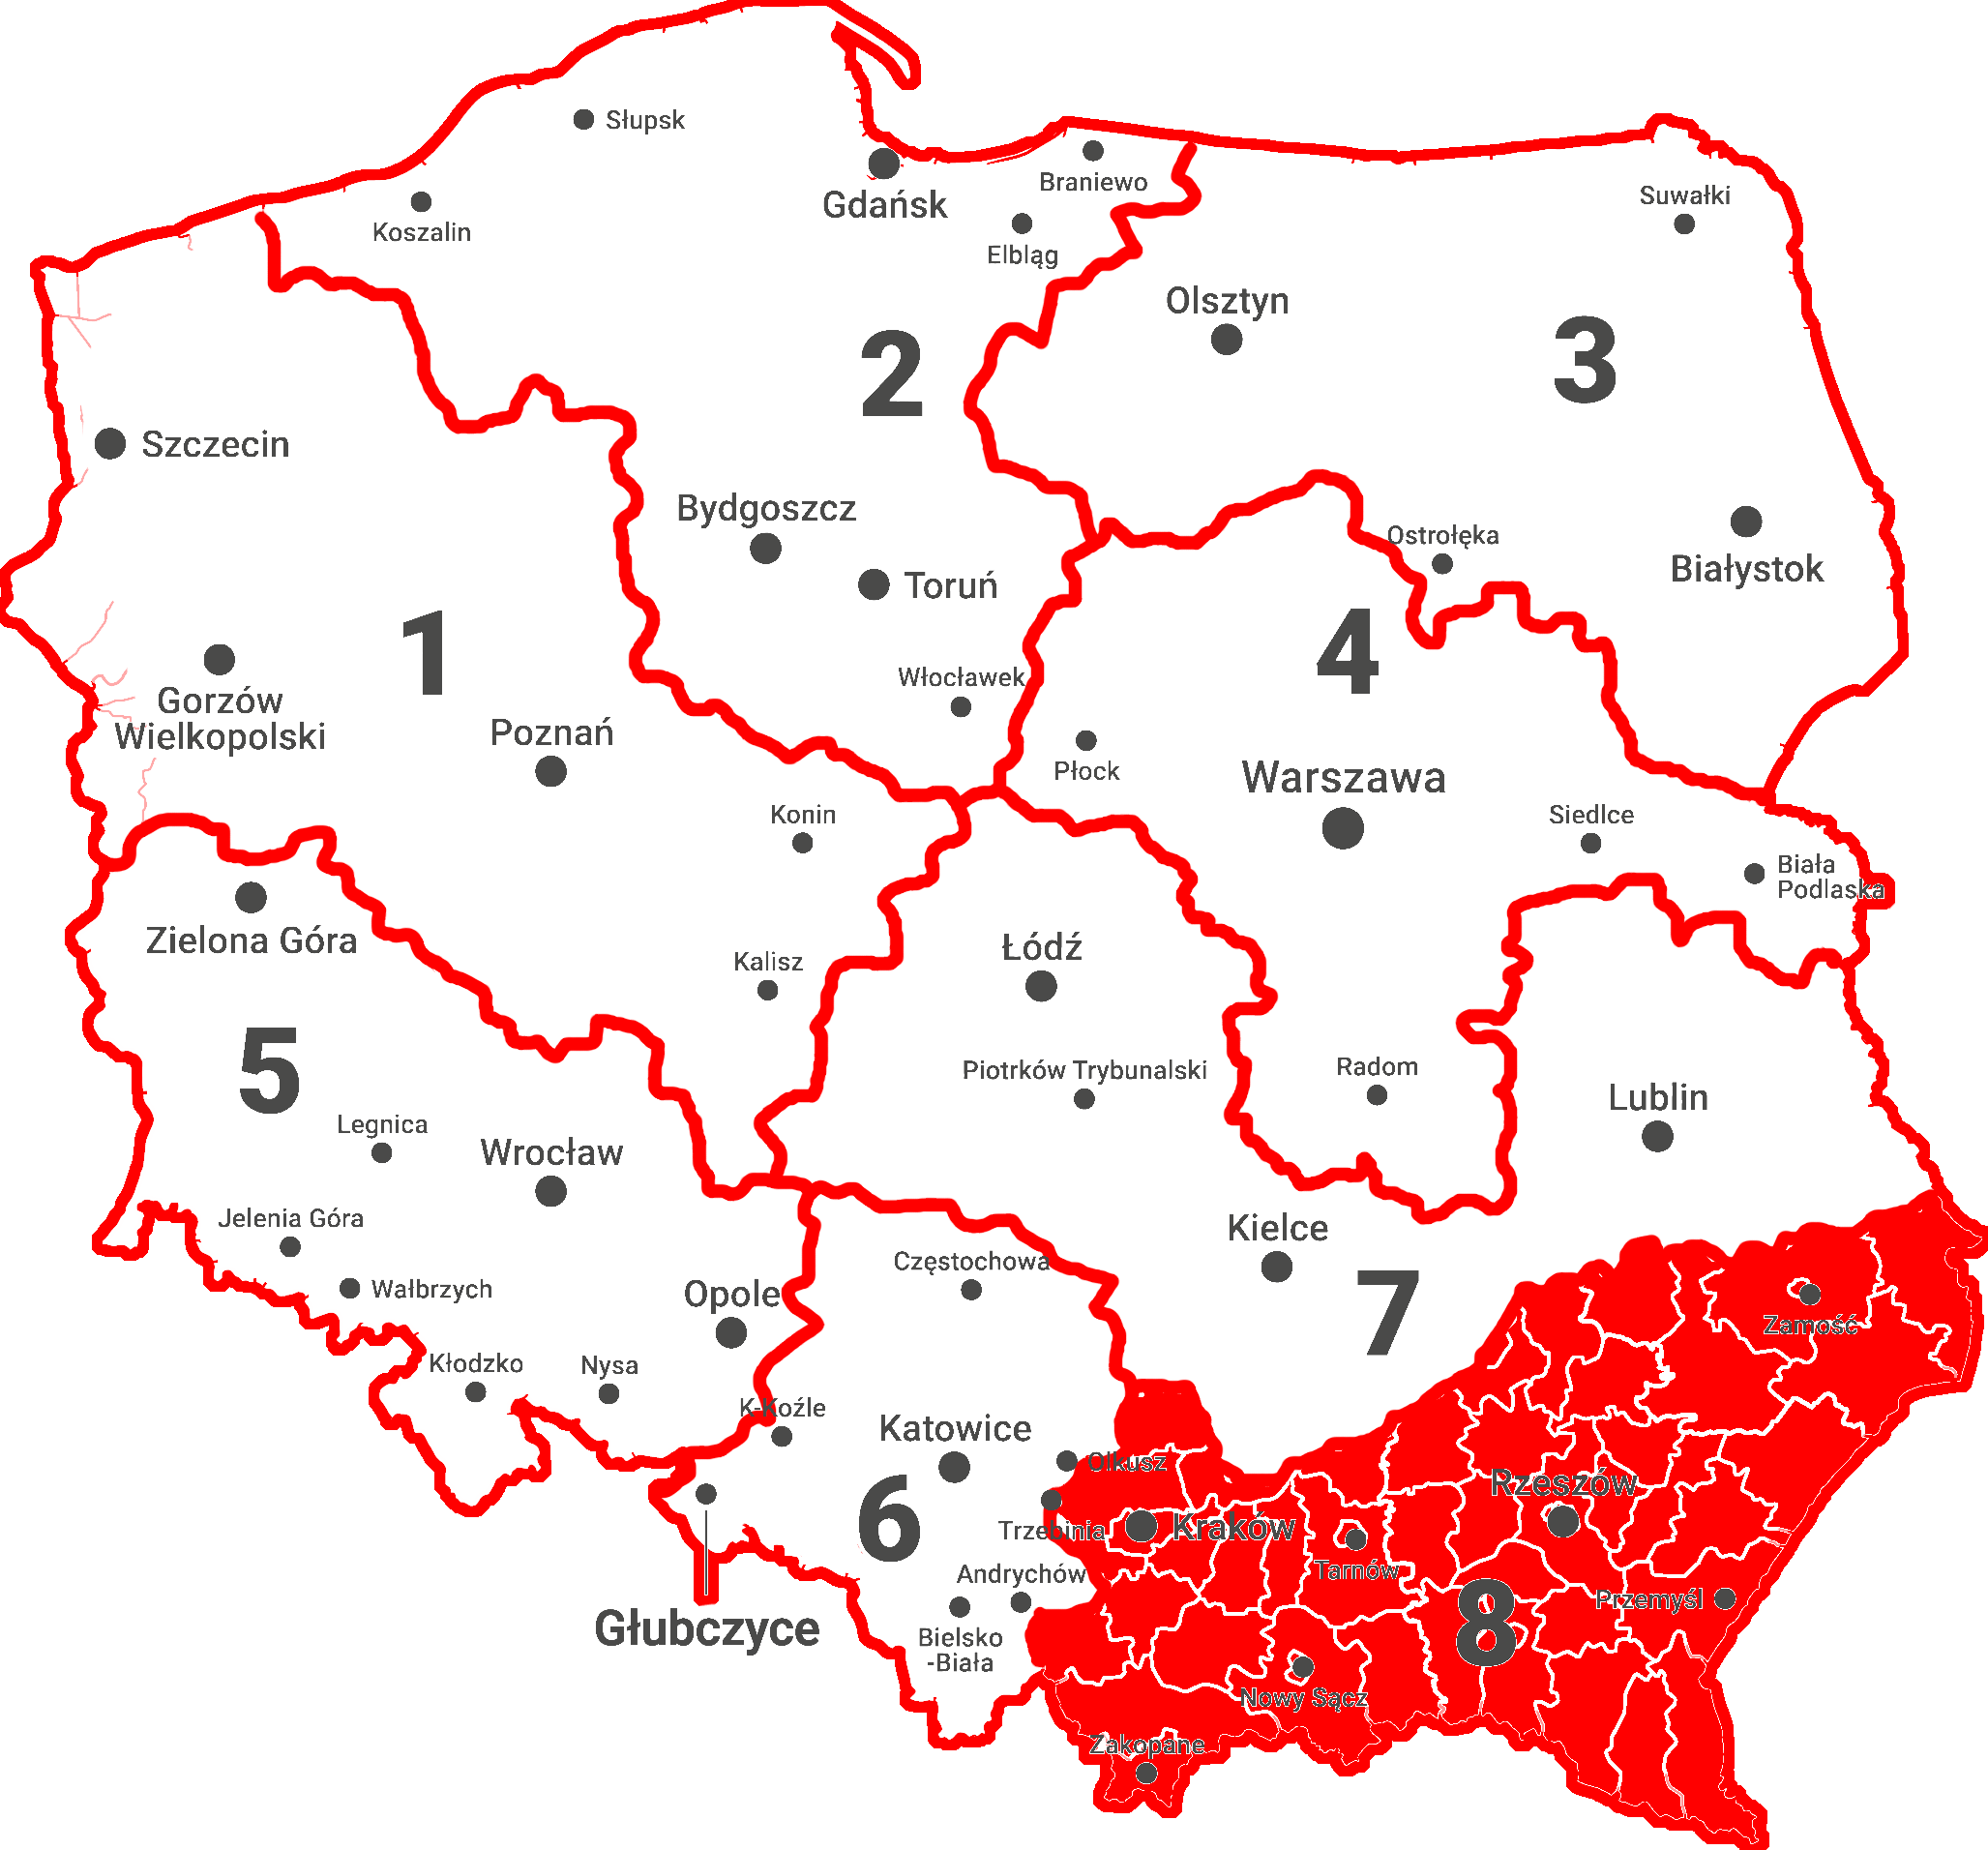 Słupsk
Braniewo
Gdańsk
Suwałki
Koszalin
Elbląg
Olsztyn
2
3
Szczecin
Bydgoszcz
Ostrołęka
Białystok
Toruń
1
4
Włocławek
Gorzów
Wielkopolski
Poznań
Płock
Warszawa
Konin
Siedlce
Biała
Podlaska
Zielona Góra
Łódź
Kalisz
5
Piotrków Trybunalski
Radom
Lublin
Legnica
Wrocław
Jelenia Góra
Kielce
Częstochowa
Wałbrzych
Opole
7
Zamość
Kłodzko
Nysa
K-Koźle
Katowice
Olkusz
Rzeszów
6
Trzebinia
Kraków
Andrychów
Tarnów
Przemyśl
8
Głubczyce
Bielsko
-Biała
Nowy Sącz
Zakopane